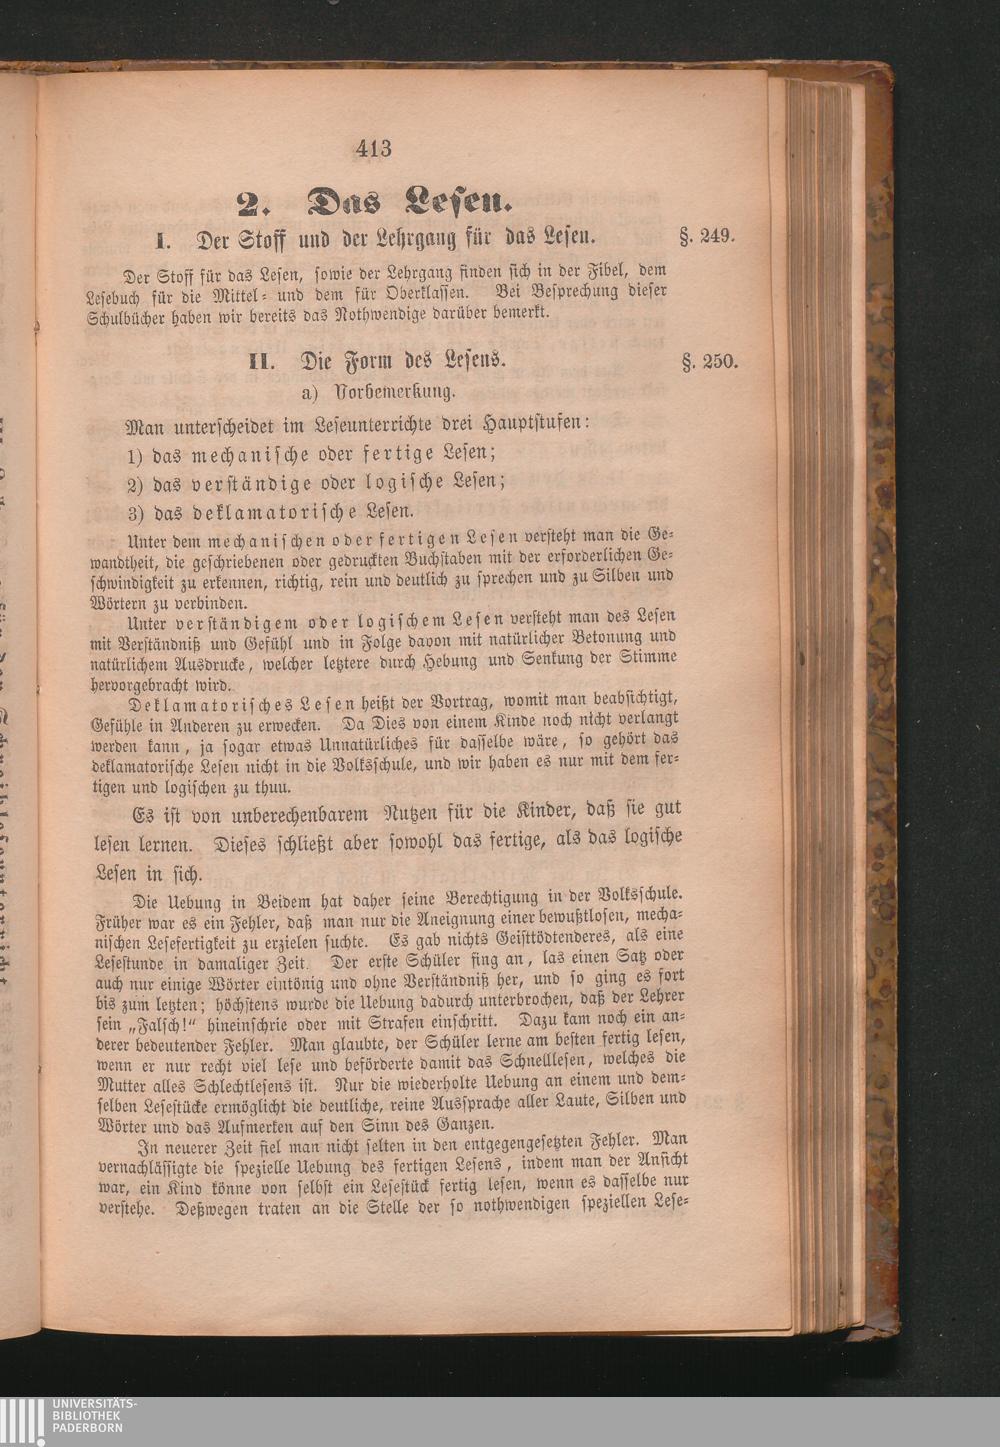 413
2. Das Lesen.
I. Der Stoff und der Lehrgang für das Lesen.
§. 249.
Der Stoff für das Lesen, sowie der Lehrgang finden sich in der Fibel, dem
Lesebuch für die Mittel- und dem für Oberklassen. Bei Besprechung dieser
Schulbücher haben wir bereits das Nothwendige darüber bemerkt.
II. Die Form des Lesens.
§. 250.
a) Vorbemerkung.
Man unterscheidet im Leseunterrichte drei Hauptstufen:
1) das mechanische oder fertige Lesen;
2) das verständige oder logische Lesen;
3) das deklamatorische Lesen.
Unter dem mechanischen oder fertigen Lesen versteht man die Ge-
wandtheit, die geschriebenen oder gedruckten Buchstaben mit der erforderlichen Ge-
schwindigkeit zu erkennen, richtig, rein und deutlich zu sprechen und zu Silben und
Wörtern zu verbinden.
Unter verständigem oder logischem Lesen versteht man des Lesen
mit Verständniß und Gefühl und in Folge davon mit natürlicher Betonung und
natürlichem Ausdrucke, welcher letztere durch Hebung und Senkung der Stimme
hervorgebracht wird.
Deklamatorisches Lesen heißt der Vortrag, womit man beabsichtigt,
Gefühle in Anderen zu erwecken. Da Dies von einem Kinde noch nicht verlangt
werden kann, ja sogar etwas Unnatürliches für dasselbe wäre, so gehört das
deklamatorische Lesen nicht in die Volksschule, und wir haben es nur mit dem fer-
tigen und logischen zu thun.
Es ist von unberechenbarem Nutzen für die Kinder, daß sie gut
lesen lernen. Dieses schließt aber sowohl das fertige, als das logische
Lesen in sich.
Die Uebung in Beidem hat daher seine Berechtigung in der Volksschule.
Früher war es ein Fehler, daß man nur die Aneignung einer bewußtlosen, mecha-
nischen Lesefertigkeit zu erzielen suchte. Es gab nichts Geisttödtenderes, als eine
Lesestunde in damaliger Zeit. Der erste Schüler fing an, las einen Satz oder
auch nur einige Wörter eintönig und ohne Verständniß her, und so ging es fort
bis zum letzten; höchstens wurde die Uebung dadurch unterbrochen, daß der Lehrer
sein „Falsch!“ hineinschrie oder mit Strafen einschritt. Dazu kam noch ein an-
derer bedeutender Fehler. Man glaubte, der Schüler lerne am besten fertig lesen,
wenn er nur recht viel lese und beförderte damit das Schnelllesen, welches die
Mutter alles Schlechtlesens ist. Nur die wiederholte Uebung an einem und dem-
selben Lesestücke ermöglicht die deutliche, reine Aussprache aller Laute, Silben und
Wörter und das Aufmerken auf den Sinn des Ganzen.
In neuerer Zeit fiel man nicht selten in den entgegengesetzten Fehler. Man
vernachlässigte die spezielle Uebung des fertigen Lesens, indem man der Ansicht
war, ein Kind könne von selbst ein Lesestück fertig lesen, wenn es dasselbe nur
verstehe. Deßwegen traten an die Stelle der so nothwendigen speziellen Lese-
UNIVERSITÄTS-
BIBLIOTHEK
PADERBORN